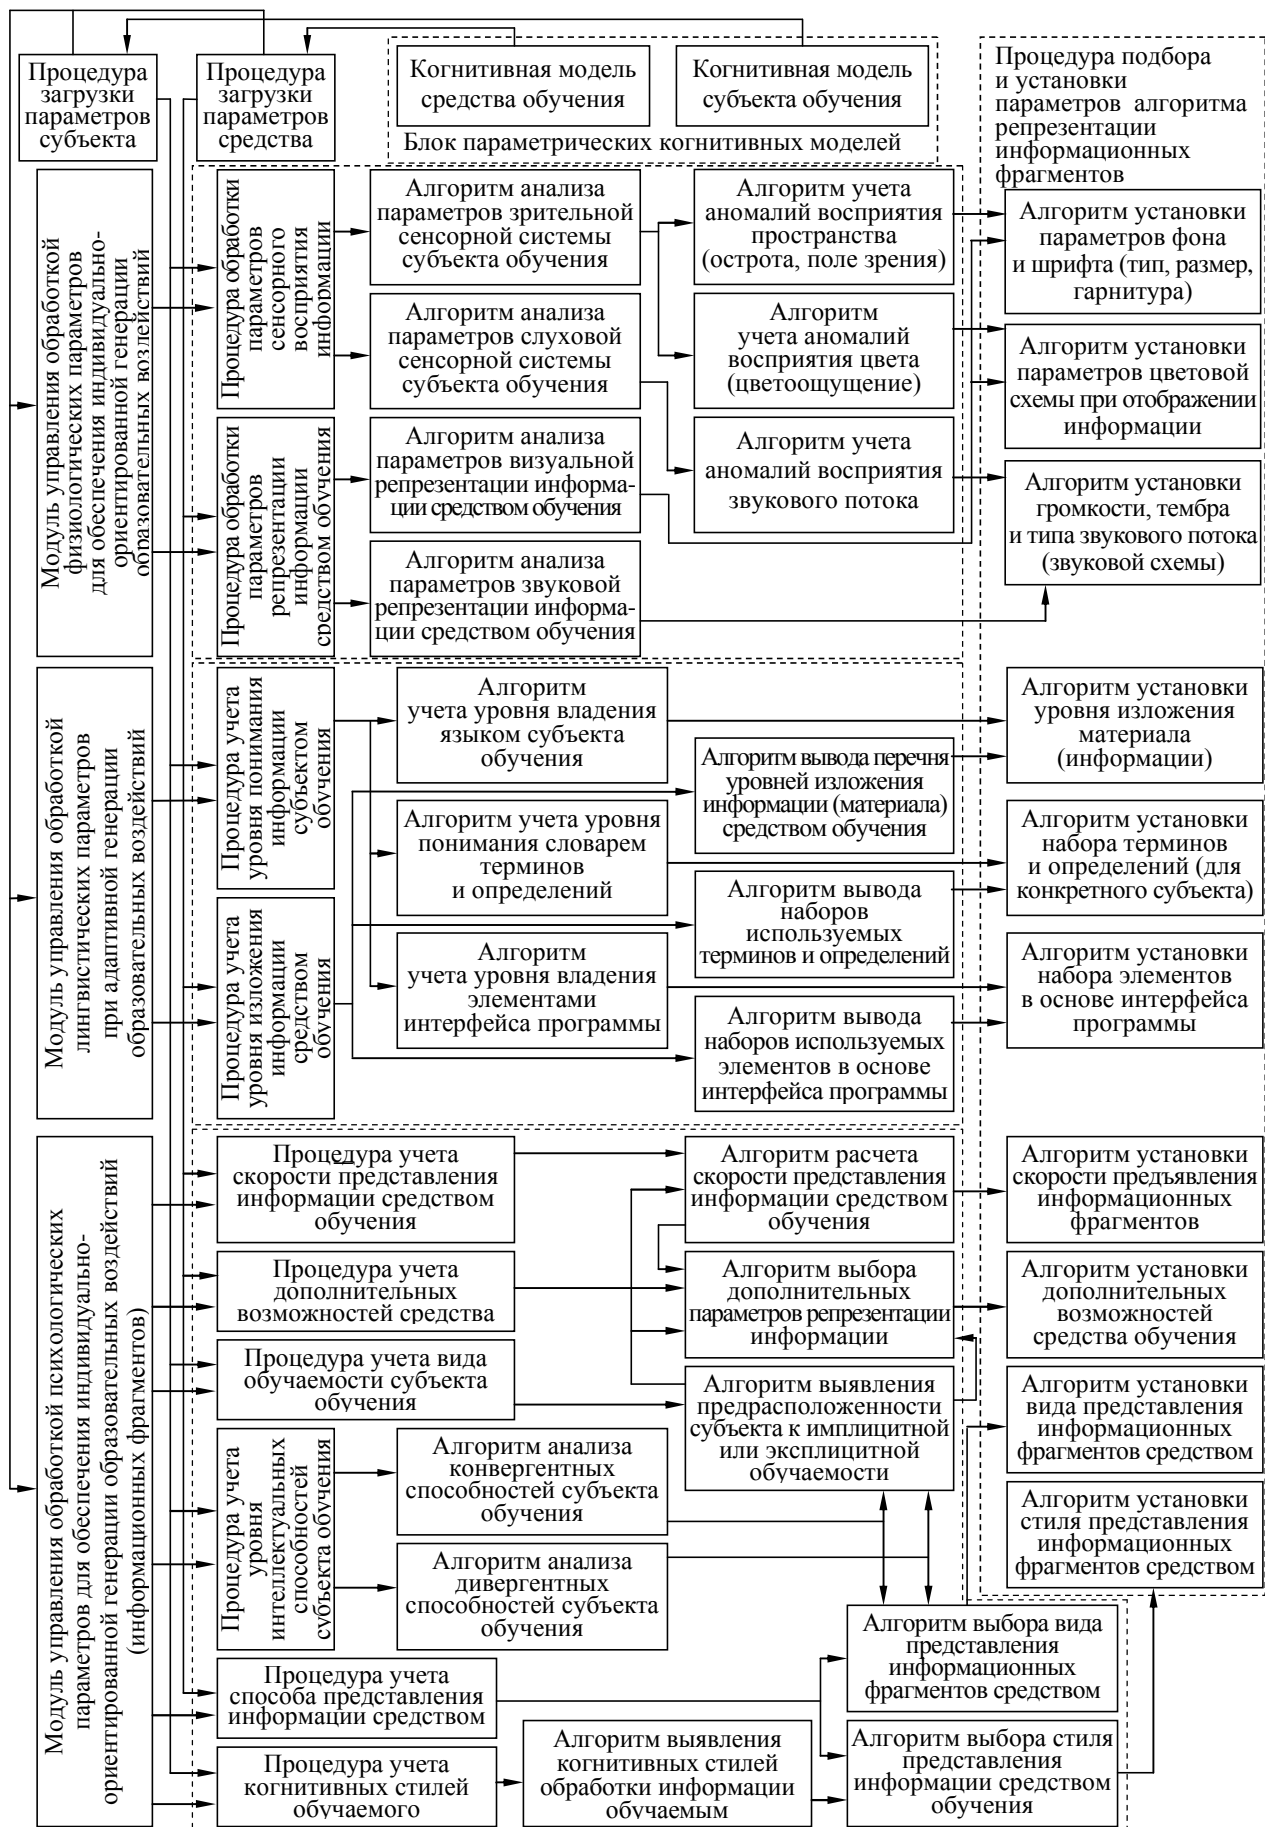 Процедура
загрузки
параметров
субъекта
Процедура
загрузки
параметров
средства
Когнитивная модель
средства обучения
Когнитивная модель
субъекта обучения
Блок параметрических когнитивных моделей
Процедура подбора
и установки
параметров алгоритма
репрезентации
информационных
фрагментов
Модуль управления обработкой
физиологических параметров
для обеспечения индивидуально-
ориентированной генерации
образовательных воздействий
Процедура обработки
параметров
сенсорного
восприятия
информации
Алгоритм анализа
параметров зрительной
сенсорной системы
субъекта обучения
Алгоритм учета
аномалий восприятия
пространства
(острота, поле зрения)
Алгоритм установки
параметров фона
и шрифта (тип, размер,
гарнитура)
Алгоритм анализа
параметров слуховой
сенсорной системы
субъекта обучения
Алгоритм
учета аномалий
восприятия цвета
(цветоощущение)
Алгоритм установки
параметров цветовой
схемы при отображении
информации
Процедура обработки
параметров
репрезентации
информации
средством обучения
Алгоритм анализа
параметров визуальной
репрезентации информа-
ции средством обучения
Алгоритм учета
аномалий восприятия
звукового потока
Алгоритм установки
громкости, тембра
и типа звукового потока
(звуковой схемы)
Алгоритм анализа
параметров звуковой
репрезентации информа-
ции средством обучения
Модуль управления обработкой
лингвистических параметров
при адаптивной генерации
образовательных воздействий
Процедура учета
уровня понимания
информации
субъектом
обучения
Алгоритм
учета уровня владения
языком субъекта
обучения
Алгоритм вывода перечня
уровней изложения
информации (материала)
средством обучения
Алгоритм установки
уровня изложения
материала
(информации)
Алгоритм учета уровня
понимания словарем
терминов
и определений
Алгоритм установки
набора терминов
и определений (для
конкретного субъекта)
Процедура учета
уровня изложения
информации
средством
обучения
Алгоритм вывода
наборов
используемых
терминов и определений
Алгоритм
учета уровня владения
элементами
интерфейса программы
Алгоритм установки
набора элементов
в основе интерфейса
программы
Алгоритм вывода
наборов используемых
элементов в основе
интерфейса программы
Модуль управления обработкой психологических
параметров для обеспечения индивидуально-
ориентированной генерации образовательных воздействий
(информационных фрагментов)
Процедура учета
скорости представления
информации средством
обучения
Алгоритм расчета
скорости представления
информации средством
обучения
Алгоритм установки
скорости предъявления
информационных
фрагментов
Процедура учета
дополнительных
возможностей средства
Алгоритм выбора
дополнительных
параметров репрезентации
информации
Алгоритм установки
дополнительных
возможностей
средства обучения
Процедура учета вида
обучаемости субъекта
обучения
Алгоритм выявления
предрасположенности
субъекта к имплицитной
или эксплицитной
обучаемости
Алгоритм установки
вида представления
информационных
фрагментов средством
Процедура учета
уровня
интеллектуальных
способностей
субъекта обучения
Алгоритм анализа
конвергентных
способностей субъекта
обучения
Алгоритм установки
стиля представления
информационных
фрагментов средством
Алгоритм анализа
дивергентных
способностей субъекта
обучения
Алгоритм выбора вида
представления
информационных
фрагментов средством
Процедура учета
способа представления
информации средством
Процедура учета
когнитивных стилей
обучаемого
Алгоритм выявления
когнитивных стилей
обработки информации
обучаемым
Алгоритм выбора стиля
представления
информации средством
обучения